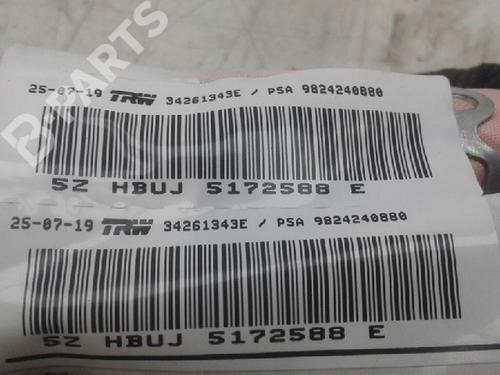 B-PARTS
25-07-19 TRW 34261343E / PSA 9824240880
5Z HBUJ 5172588 E
25-07-19 TRW 34261343E / PSA 9824240880
5Z HBUJ 5172588 E